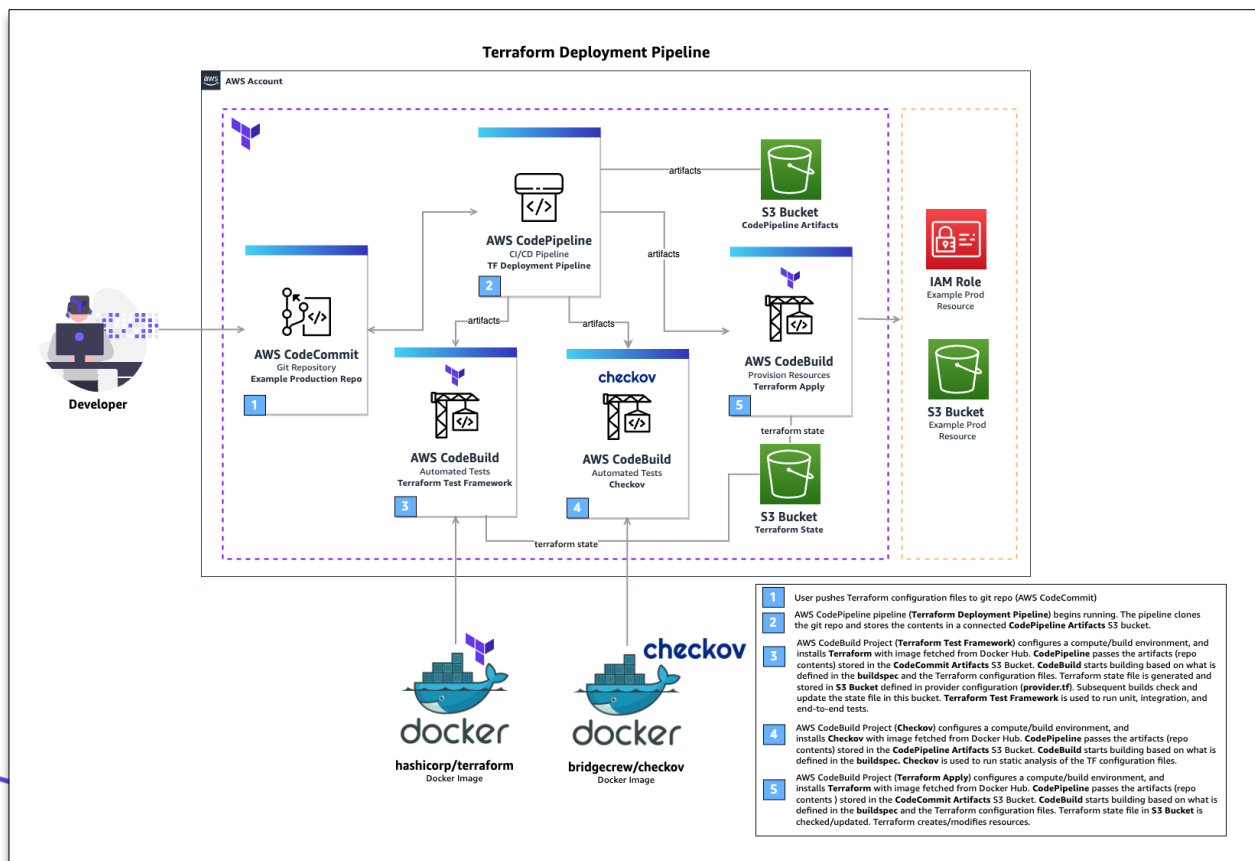 Terraform Deployment Pipeline
aws
AWS Account
artifacts
S3 Bucket
CodePipeline Artifacts
AWS CodePipeline
CI/CD Pipeline
TF Deployment Pipeline
2
artifacts
IAM Role
Example Prod
Resource
artifacts
artifacts
AWS CodeCommit
Git Repository
Example Production Repo
1
Developer
AWS CodeBuild
Provision Resources
Terraform Apply
5
S3 Bucket
Example Prod
Resource
checkov
terraform state
AWS CodeBuild
Automated Tests
Terraform Test Framework
3
AWS CodeBuild
Automated Tests
Checkov
4
S3 Bucket
Terraform State
terraform state
docker
hashicorp/terraform
Docker Image
checkov
docker
bridgecrew/checkov
Docker Image
1
User pushes Terraform configuration files to git repo (AWS CodeCommit)
2
AWS CodePipeline pipeline (Terraform Deployment Pipeline) begins running. The pipeline clones
the git repo and stores the contents in a connected CodePipeline Artifacts S3 bucket.
3
AWS CodeBuild Project (Terraform Test Framework) configures a compute/build environment, and
installs Terraform with image fetched from Docker Hub. CodePipeline passes the artifacts (repo
contents) stored in the CodeCommit Artifacts S3 Bucket. CodeBuild starts building based on what is
defined in the buildspec and the Terraform configuration files. Terraform state file is generated and
stored in S3 Bucket defined in provider configuration (provider.tf). Subsequent builds check and
update the state file in this bucket. Terraform Test Framework is used to run unit, integration, and
end-to-end tests.
4
AWS CodeBuild Project (Checkov) configures a compute/build environment, and
installs Checkov with image fetched from Docker Hub. CodePipeline passes the artifacts (repo
contents) stored in the CodePipeline Artifacts S3 Bucket. CodeBuild starts building based on what is
defined in the buildspec. Checkov is used to run static analysis of the TF configuration files.
5
AWS CodeBuild Project (Terraform Apply) configures a compute/build environment, and
installs Terraform with image fetched from Docker Hub. CodePipeline passes the artifacts (repo
contents ) stored in the CodeCommit Artifacts S3 Bucket. CodeBuild starts building based on what is
defined in the buildspec and the Terraform configuration files. Terraform state file in S3 Bucket is
checked/updated. Terraform creates/modifies resources.